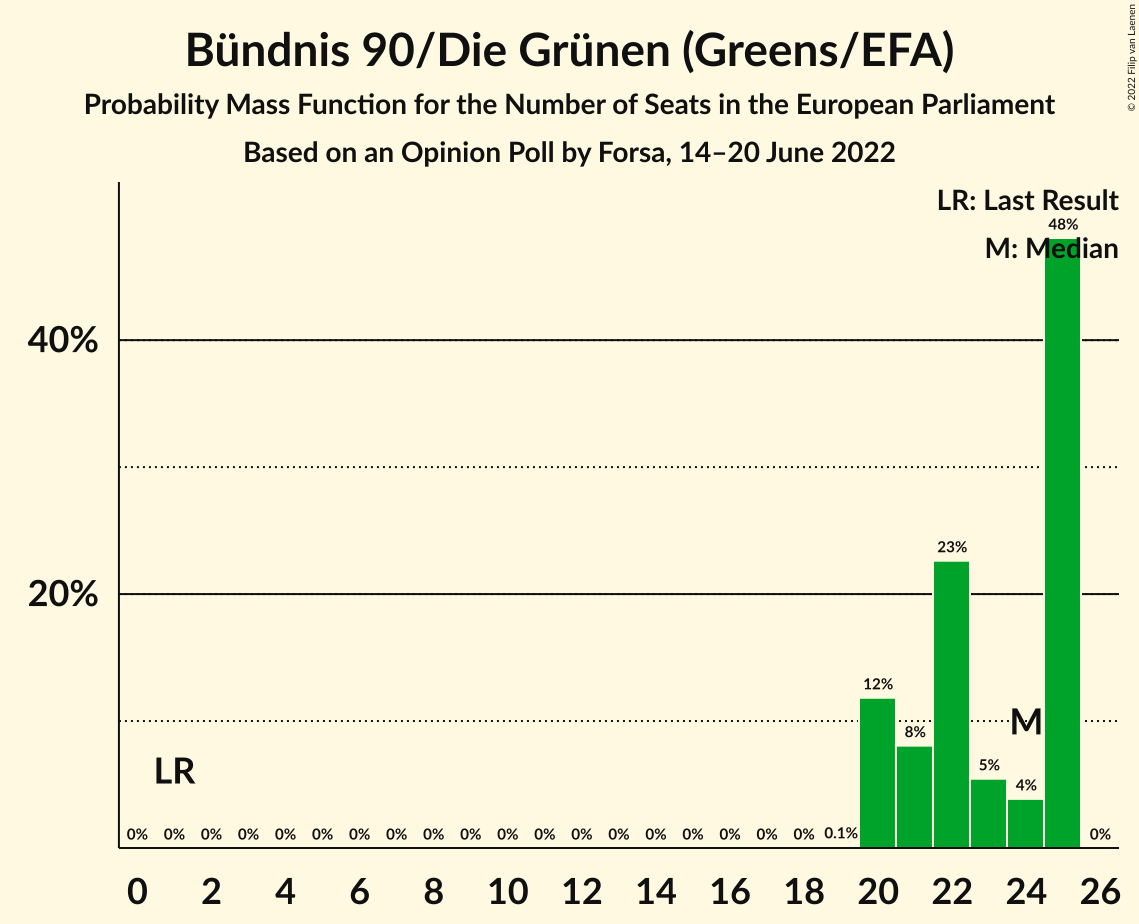 Bündnis 90/Die Grünen (Greens/EFA)
Probability Mass Function for the Number of Seats in the European Parliament
Based on an Opinion Poll by Forsa, 14–20 June 2022
© 2022 Filip van Laenen
LR: Last Result
48%
M: Median
40%
23%
20%
12%
M
8%
5%
LR
4%
0% 0% 0% 0% 0% 0% 0% 0% 0% 0% 0% 0% 0% 0% 0% 0% 0% 0% 0% 0.1% 0%
0 2 4 6 8 10 12 14 16 18 20 22 24 26